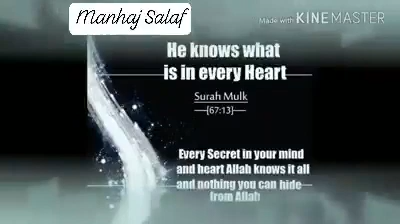 Manhaj Salaf
Made with KINEMASTER
He knows what
is in every Heart
Surah Mulk
[67:13]
Every Secret in your mind
and heart Allah knows it all
and nothing you can hide
from Allah